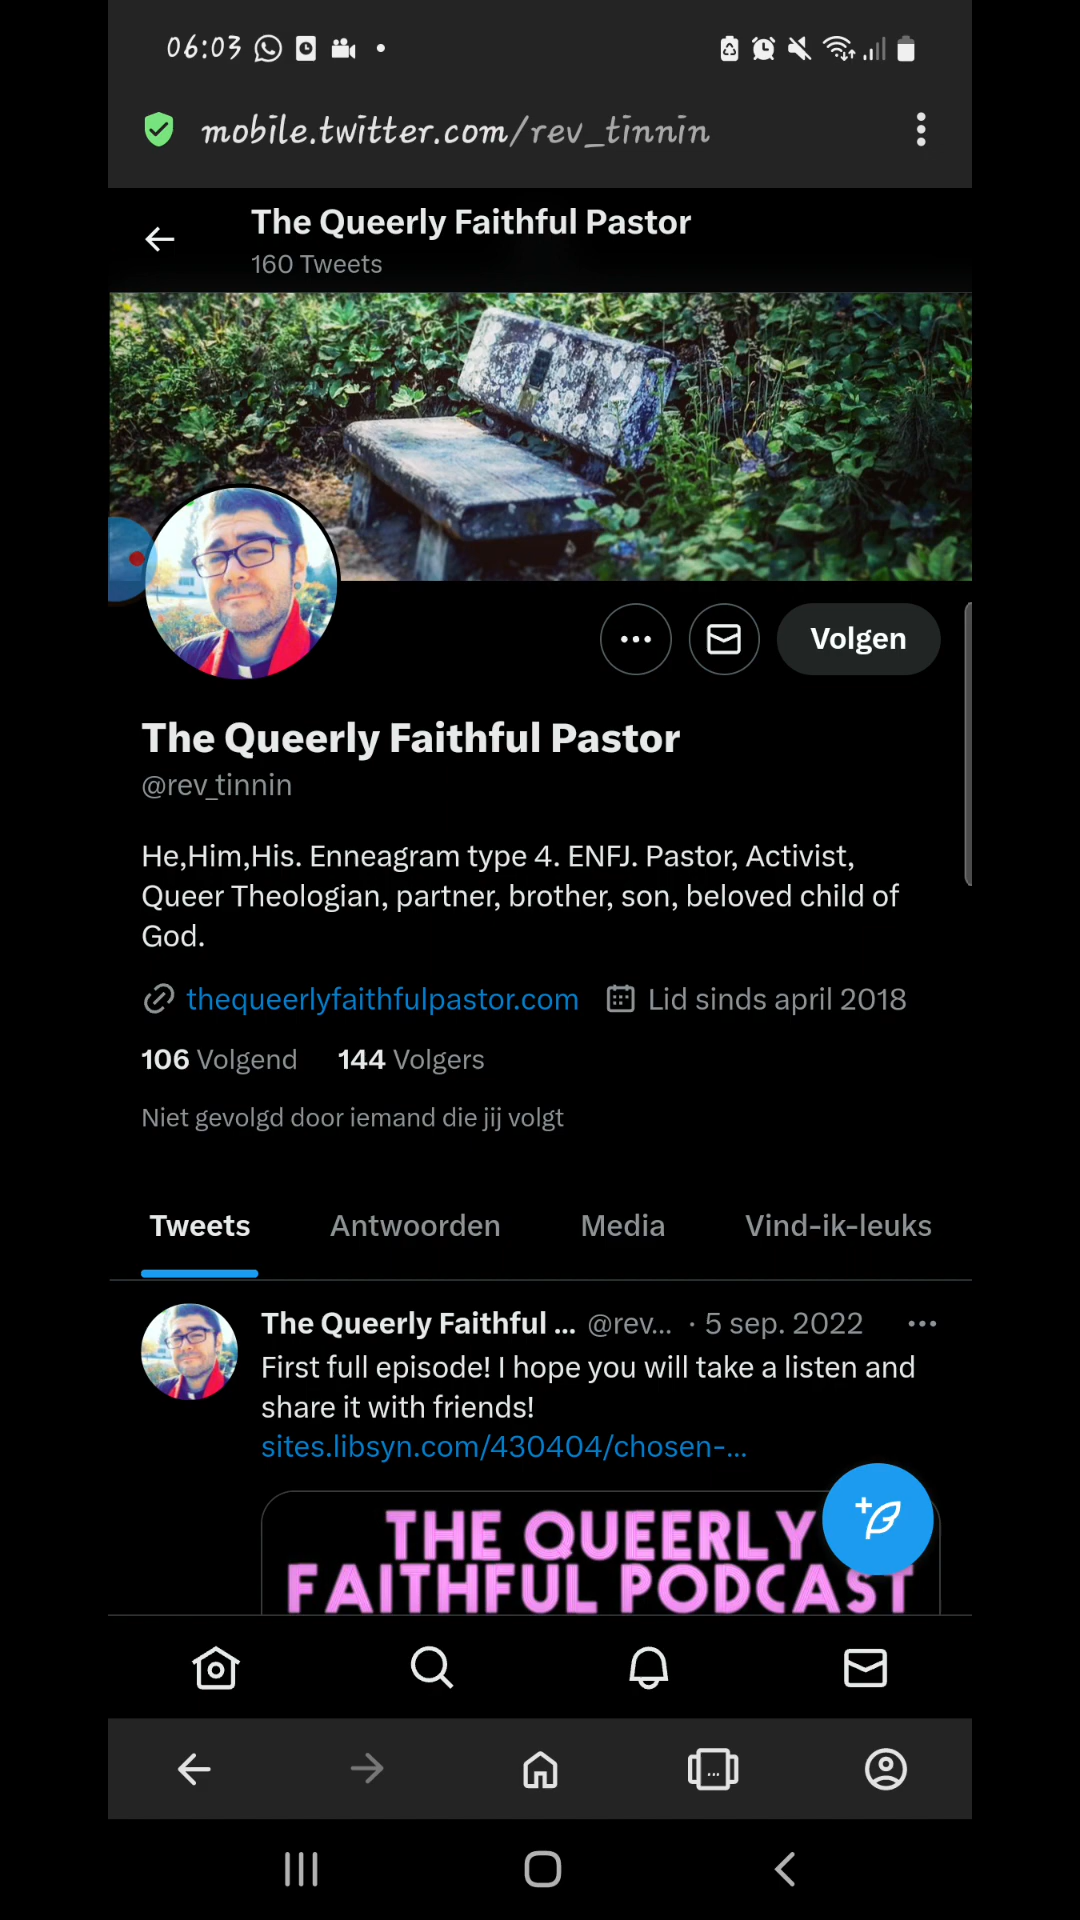 06:03
mobile.twitter.com/rev_tinnin
The Queerly Faithful Pastor
160 Tweets
Volgen
The Queerly Faithful Pastor
@rev_tinnin
He,Him,His. Enneagram type 4. ENFJ. Pastor, Activist,
Queer Theologian, partner, brother, son, beloved child of
God.
thequeerlyfaithfulpastor.com Lid sinds april 2018
106 Volgend 144 Volgers
Niet gevolgd door iemand die jij volgt
Tweets Antwoorden Media Vind-ik-leuks
The Queerly Faithful ... @rev... · 5 sep. 2022
First full episode! I hope you will take a listen and
share it with friends!
sites.libsyn.com/430404/chosen-...
THE QUEERLY
FAITHFUL PODCAST